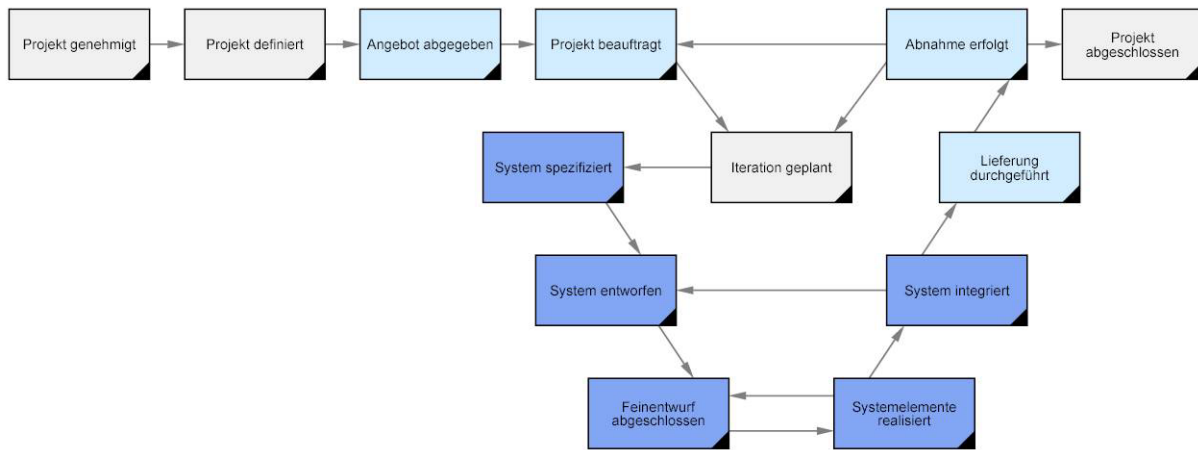 Projekt genehmigt
Projekt definiert
Angebot abgegeben
Projekt beauftragt
Abnahme erfolgt
Projekt
abgeschlossen
System spezifiziert
Iteration geplant
Lieferung
durchgeführt
System entworfen
System integriert
Feinentwurf
abgeschlossen
Systemelemente
realisiert